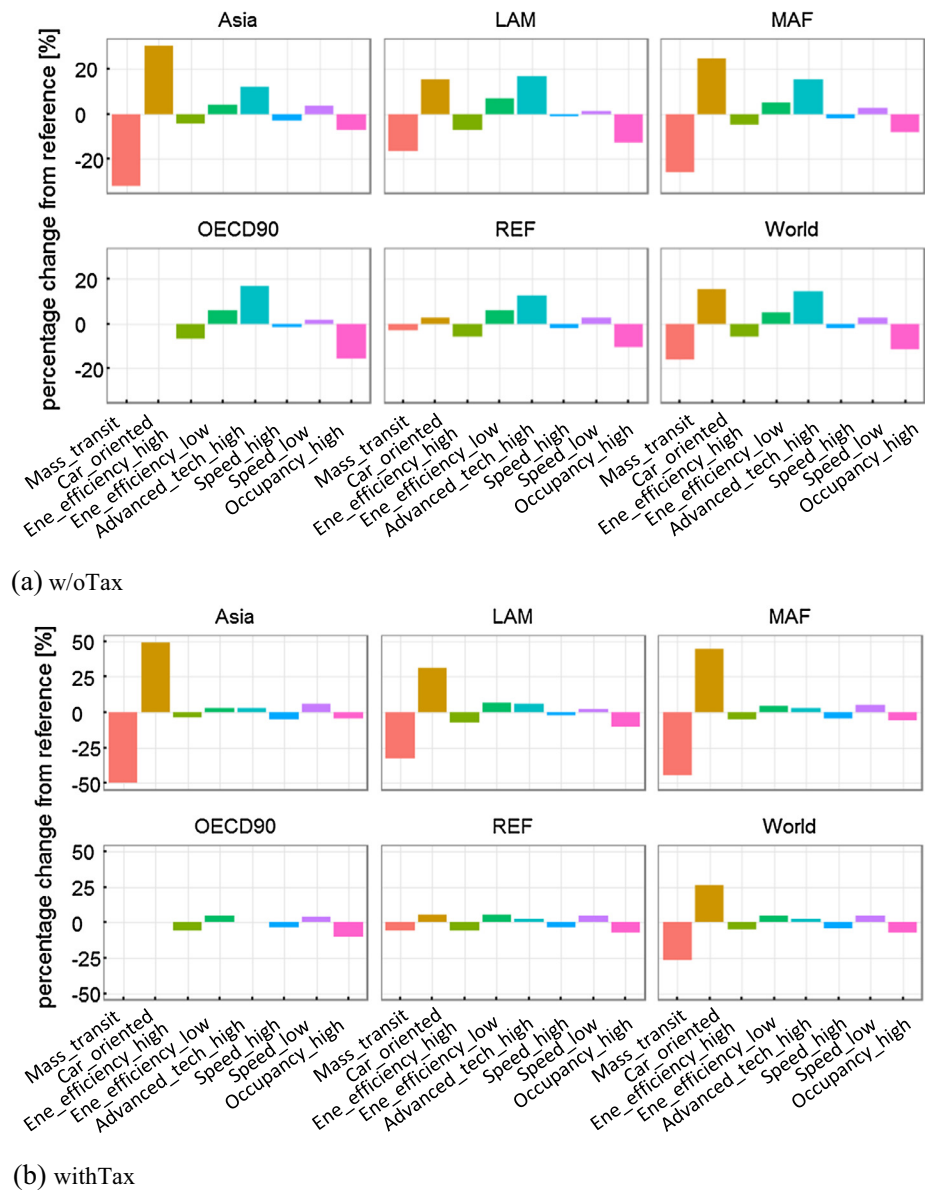 Asia LAM MAF
percentage change from reference [%]
20
0
-20
OECD90 REF World
20
0
-20
Mass_transit Car_oriented Ene_efficiency_high Ene_efficiency_low Advanced_tech_high Speed_high Speed_low Occupancy_high
Mass_transit Car_oriented Ene_efficiency_high Ene_efficiency_low Advanced_tech_high Speed_high Speed_low Occupancy_high
Mass_transit Car_oriented Ene_efficiency_high Ene_efficiency_low Advanced_tech_high Speed_high Speed_low Occupancy_high
(a) w/oTax
Asia LAM MAF
percentage change from reference [%]
50
25
0
-25
-50
OECD90 REF World
50
25
0
-25
-50
Mass_transit Car_oriented Ene_efficiency_high Ene_efficiency_low Advanced_tech_high Speed_high Speed_low Occupancy_high
Mass_transit Car_oriented Ene_efficiency_high Ene_efficiency_low Advanced_tech_high Speed_high Speed_low Occupancy_high
Mass_transit Car_oriented Ene_efficiency_high Ene_efficiency_low Advanced_tech_high Speed_high Speed_low Occupancy_high
(b) withTax